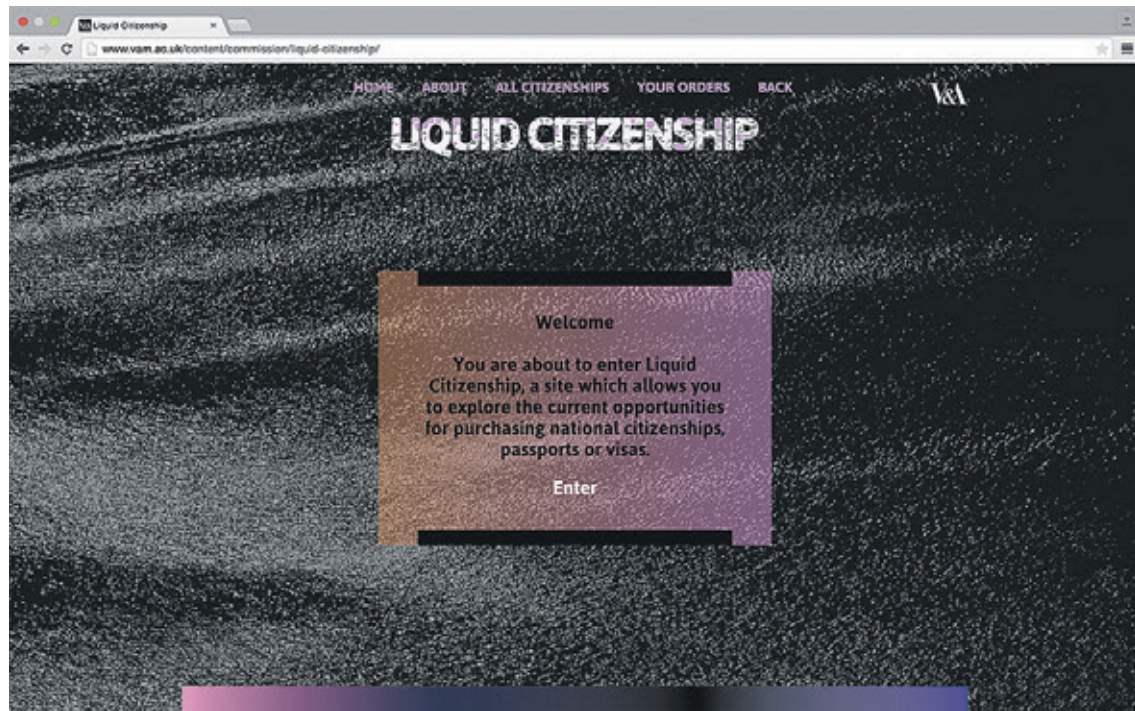 Liquid Citizenship
www.vam.ac.uk/content/commission/liquid-citizenship/
HOME ABOUT ALL CITIZENSHIPS YOUR ORDERS BACK
V&A
LIQUID CITIZENSHIP
Welcome
You are about to enter Liquid
Citizenship, a site which allows you
to explore the current opportunities
for purchasing national citizenships,
passports or visas.
Enter